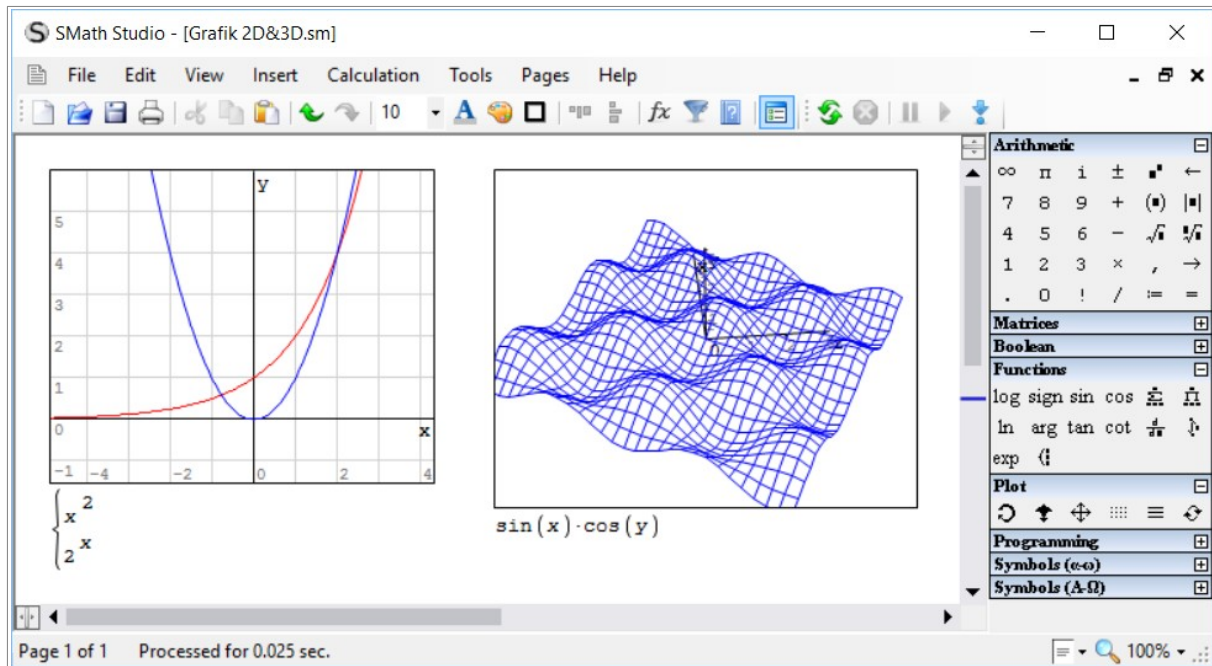 SMath Studio - [Grafik 2D&3D.sm]
File Edit View Insert Calculation Tools Pages Help
10 A fx
y
5
4
3
2
1
0
x
-1 -4 -2 0 2 4
x 2
2 x
sin(x)·cos(y)
Arithmetic
∞ π i ± ←
7 8 9 +
4 5 6 −
1 2 3 × , →
. 0 ! / := =
Matrices
Boolean
Functions
log sign sin cos
ln arg tan cot
exp
Plot
Programming
Symbols (α-ω)
Symbols (Α-Ω)
Page 1 of 1 Processed for 0.025 sec.
100%